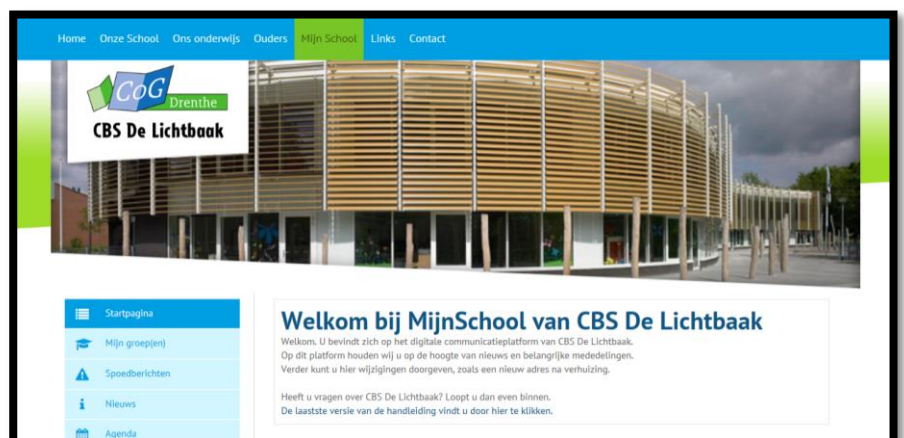 Home Onze School Ons onderwijs Ouders Mijn School Links Contact
CoG
Drenthe
CBS De Lichtbaak
Startpagina
Mijn groep(en)
Spoedberichten
Nieuws
Agenda
Welkom bij MijnSchool van CBS De Lichtbaak
Welkom. U bevindt zich op het digitale communicatieplatform van CBS De Lichtbaak.
Op dit platform houden wij u op de hoogte van nieuws en belangrijke mededelingen.
Verder kunt u hier wijzigingen doorgeven, zoals een nieuw adres na verhuizing.
Heeft u vragen over CBS De Lichtbaak? Loopt u dan even binnen.
De laastste versie van de handleiding vindt u door hier te klikken.